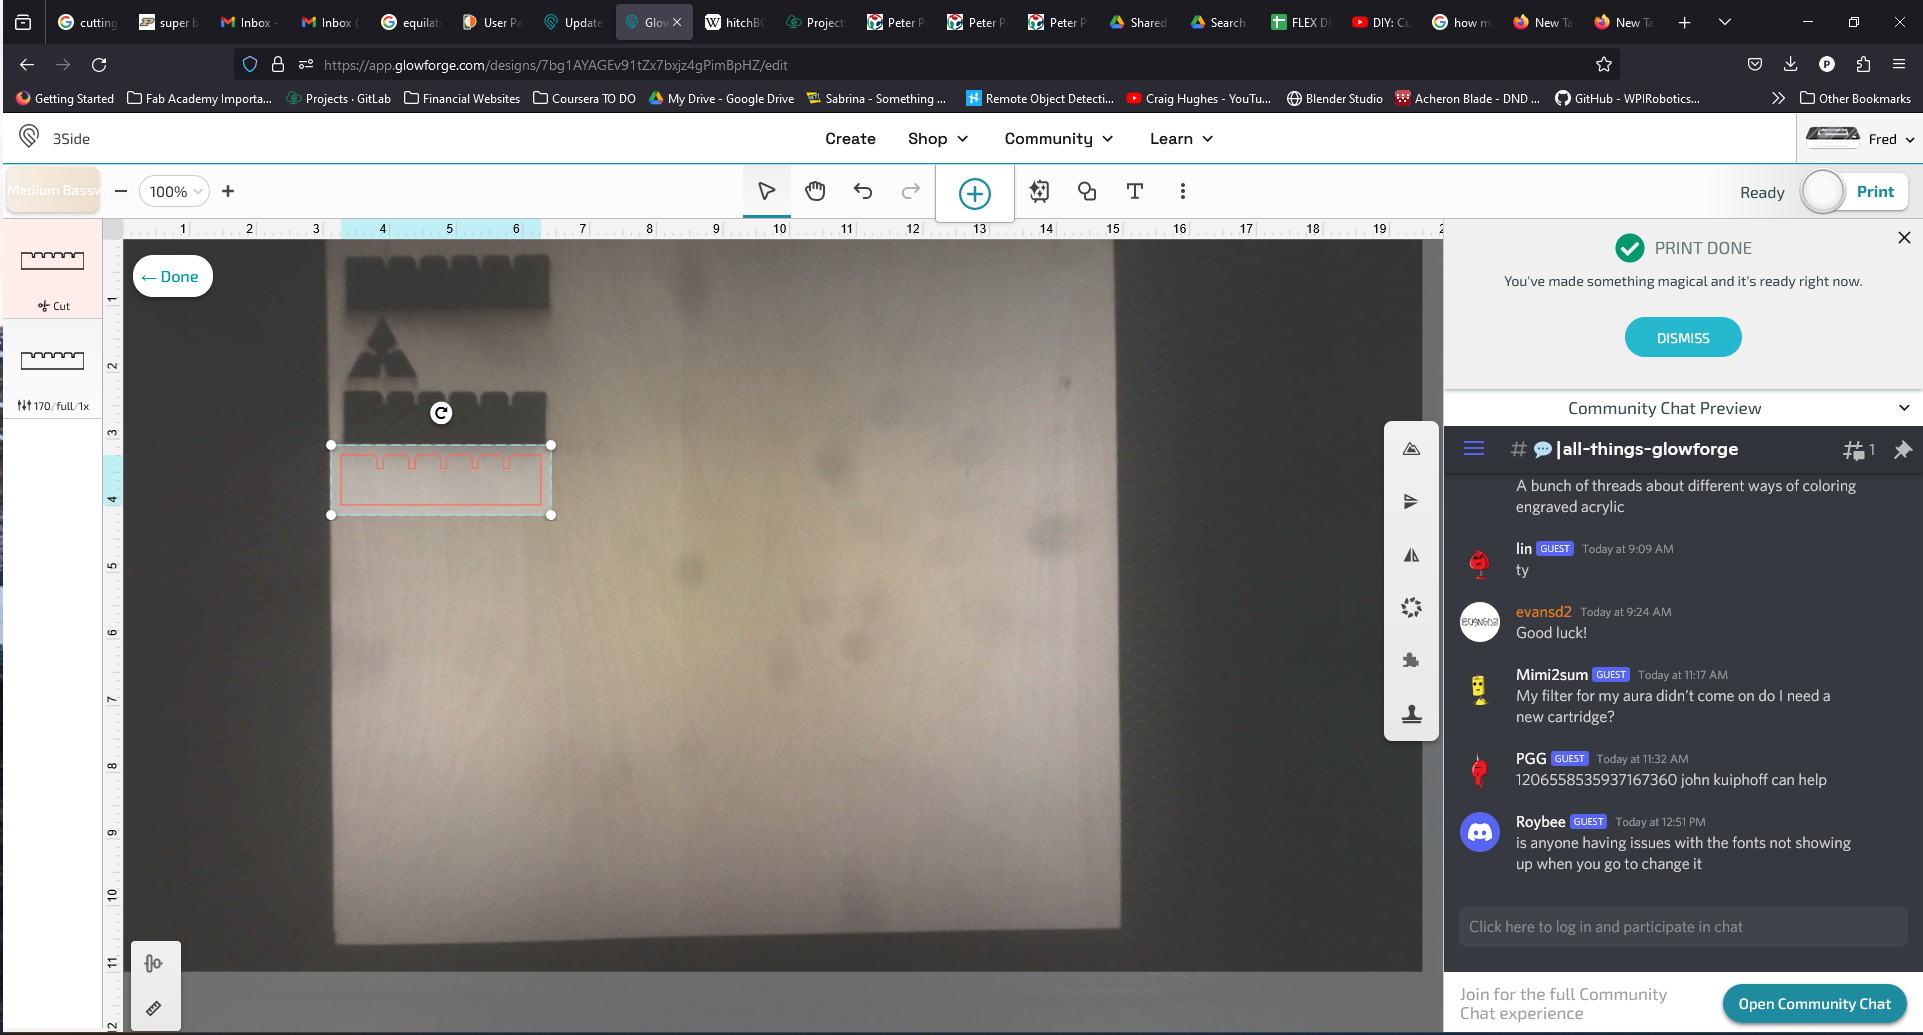 cutting
super b
Inbox -
Inbox (
equilat
User Pa
Update
Glow
hitchBO
Project
Peter P
Peter P
Peter P
Shared
Search
FLEX DI
DIY: Cu
how m
New Ta
New Ta
https://app.glowforge.com/designs/7bg1AYAGEv91tZx7bxjz4gPimBpHZ/edit
Getting Started
Fab Academy Importa...
Projects · GitLab
Financial Websites
Coursera TO DO
My Drive - Google Drive
Sabrina - Something ...
Remote Object Detecti...
Craig Hughes - YouTu...
Blender Studio
Acheron Blade - DND ...
GitHub - WPIRobotics...
Other Bookmarks
3Side
Create
Shop
Community
Learn
Fred
Medium Bassw
100%
Ready
Print
1 2 3 4 5 6 7 8 9 10 11 12 13 14 15 16 17 18 19 2
Cut
170/full/1x
1
2
3
4
5
6
7
8
9
10
11
12
← Done
PRINT DONE
You've made something magical and it's ready right now.
DISMISS
Community Chat Preview
# 💬|all-things-glowforge
1
A bunch of threads about different ways of coloring
engraved acrylic
lin GUEST Today at 9:09 AM
ty
EVANSD2
evansd2 Today at 9:24 AM
Good luck!
Mimi2sum GUEST Today at 11:17 AM
My filter for my aura didn't come on do I need a
new cartridge?
PGG GUEST Today at 11:32 AM
1206558535937167360 john kuiphoff can help
Roybee GUEST Today at 12:51 PM
is anyone having issues with the fonts not showing
up when you go to change it
Click here to log in and participate in chat
Join for the full Community
Chat experience
Open Community Chat